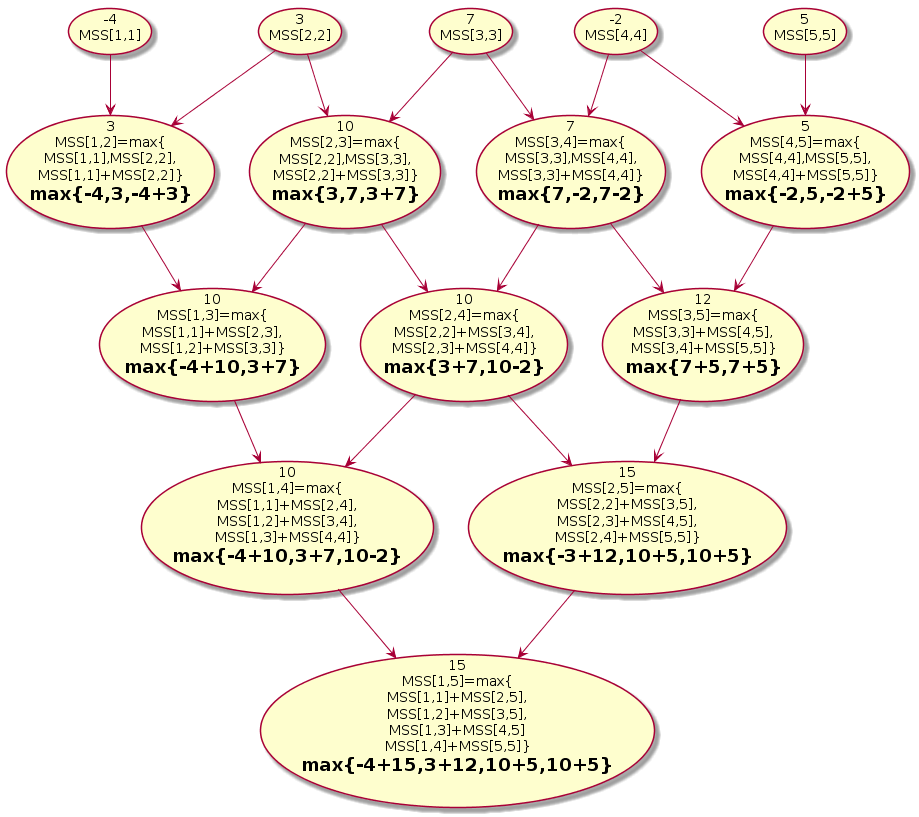 -4
MSS[1,1]
3
MSS[2,2]
7
MSS[3,3]
-2
MSS[4,4]
5
MSS[5,5]
3
MSS[1,2]=max{
MSS[1,1],MSS[2,2],
MSS[1,1]+MSS[2,2]}
max{-4,3,-4+3}
10
MSS[2,3]=max{
MSS[2,2],MSS[3,3],
MSS[2,2]+MSS[3,3]}
max{3,7,3+7}
7
MSS[3,4]=max{
MSS[3,3],MSS[4,4],
MSS[3,3]+MSS[4,4]}
max{7,-2,7-2}
5
MSS[4,5]=max{
MSS[4,4],MSS[5,5],
MSS[4,4]+MSS[5,5]}
max{-2,5,-2+5}
10
MSS[1,3]=max{
MSS[1,1]+MSS[2,3],
MSS[1,2]+MSS[3,3]}
max{-4+10,3+7}
10
MSS[2,4]=max{
MSS[2,2]+MSS[3,4],
MSS[2,3]+MSS[4,4]}
max{3+7,10-2}
12
MSS[3,5]=max{
MSS[3,3]+MSS[4,5],
MSS[3,4]+MSS[5,5]}
max{7+5,7+5}
10
MSS[1,4]=max{
MSS[1,1]+MSS[2,4],
MSS[1,2]+MSS[3,4],
MSS[1,3]+MSS[4,4]}
max{-4+10,3+7,10-2}
15
MSS[2,5]=max{
MSS[2,2]+MSS[3,5],
MSS[2,3]+MSS[4,5],
MSS[2,4]+MSS[5,5]}
max{-3+12,10+5,10+5}
15
MSS[1,5]=max{
MSS[1,1]+MSS[2,5],
MSS[1,2]+MSS[3,5],
MSS[1,3]+MSS[4,5]
MSS[1,4]+MSS[5,5]}
max{-4+15,3+12,10+5,10+5}